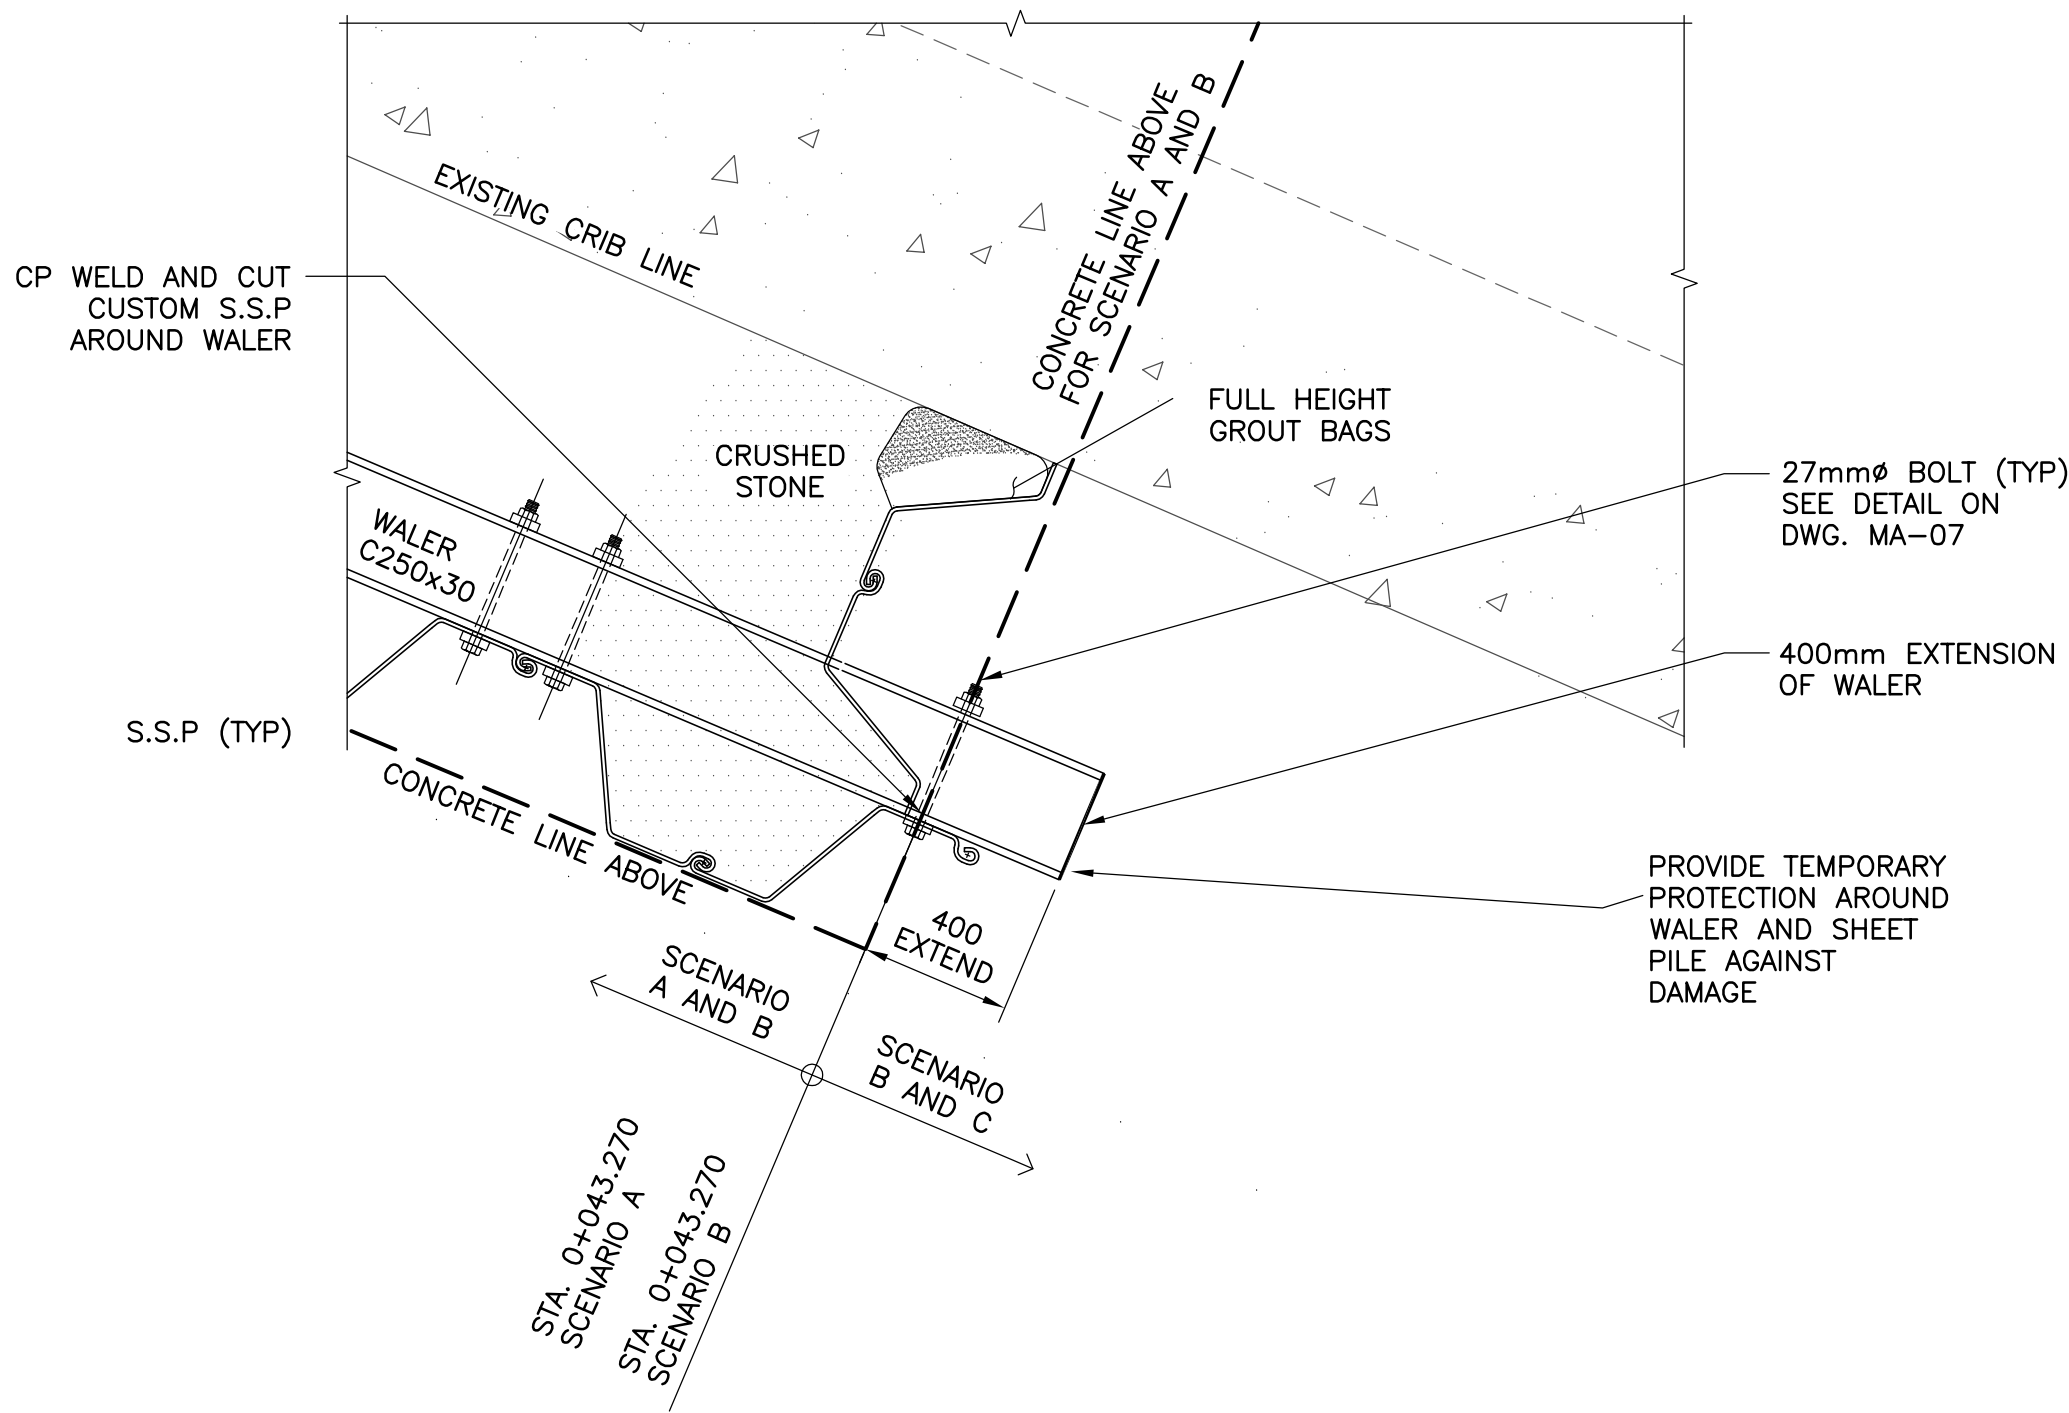 CONCRETE LINE ABOVE
FOR SCENARIO A AND B
EXISTING CRIB LINE
CP WELD AND CUT
CUSTOM S.S.P
AROUND WALER
FULL HEIGHT
GROUT BAGS
CRUSHED
STONE
27mmø BOLT (TYP)
SEE DETAIL ON
DWG. MA-07
WALER
C250x30
400mm EXTENSION
OF WALER
S.S.P (TYP)
CONCRETE LINE ABOVE
PROVIDE TEMPORARY
PROTECTION AROUND
WALER AND SHEET
PILE AGAINST
DAMAGE
400
EXTEND
SCENARIO
A AND B
SCENARIO
B AND C
STA. 0+043.270
SCENARIO A
STA. 0+043.270
SCENARIO B